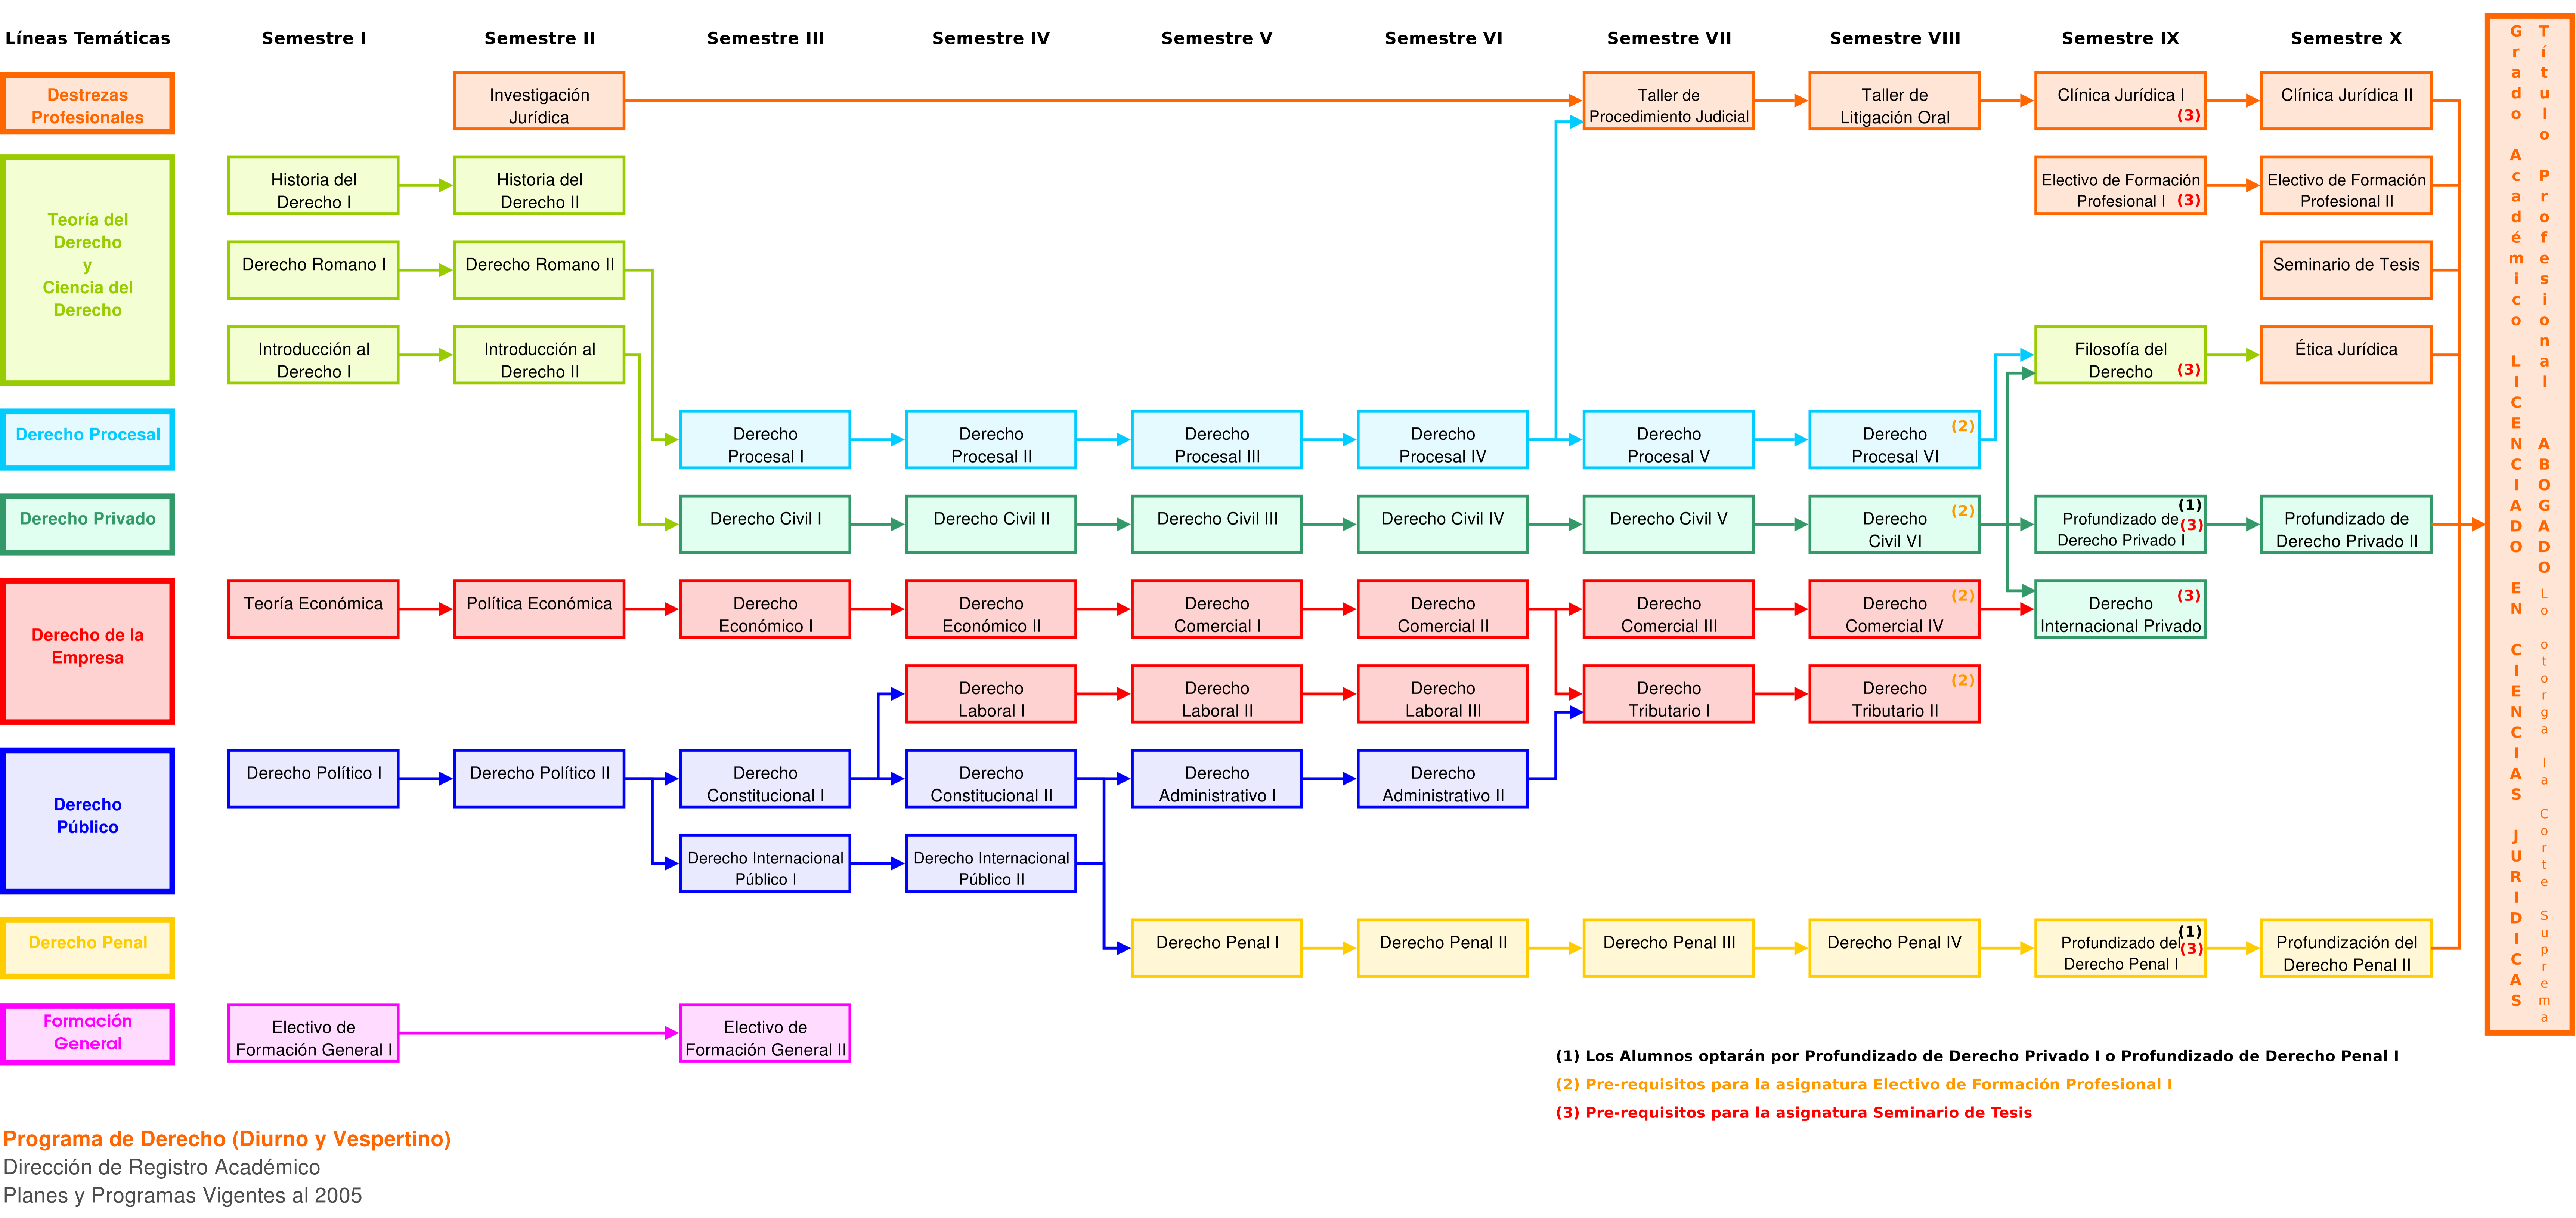 Líneas Temáticas
Semestre I
Semestre II
Semestre III
Semestre IV
Semestre V
Semestre VI
Semestre VII
Semestre VIII
Semestre IX
Semestre X
Destrezas
Profesionales
Investigación
Jurídica
Taller de
Procedimiento Judicial
Taller de
Litigación Oral
Clínica Jurídica I
(3)
Clínica Jurídica II
Teoría del
Derecho
y
Ciencia del
Derecho
Historia del
Derecho I
Historia del
Derecho II
Electivo de Formación
Profesional I (3)
Electivo de Formación
Profesional II
Derecho Romano I
Derecho Romano II
Seminario de Tesis
Introducción al
Derecho I
Introducción al
Derecho II
Filosofía del
Derecho (3)
Ética Jurídica
Derecho Procesal
Derecho
Procesal I
Derecho
Procesal II
Derecho
Procesal III
Derecho
Procesal IV
Derecho
Procesal V
Derecho (2)
Procesal VI
Derecho Privado
Derecho Civil I
Derecho Civil II
Derecho Civil III
Derecho Civil IV
Derecho Civil V
Derecho (2)
Civil VI
(1)
Profundizado de (3)
Derecho Privado I
Profundizado de
Derecho Privado II
Derecho de la
Empresa
Teoría Económica
Política Económica
Derecho
Económico I
Derecho
Económico II
Derecho
Comercial I
Derecho
Comercial II
Derecho
Comercial III
Derecho (2)
Comercial IV
Derecho (3)
Internacional Privado
Derecho
Laboral I
Derecho
Laboral II
Derecho
Laboral III
Derecho
Tributario I
Derecho (2)
Tributario II
Derecho
Público
Derecho Político I
Derecho Político II
Derecho
Constitucional I
Derecho
Constitucional II
Derecho
Administrativo I
Derecho
Administrativo II
Derecho Internacional
Público I
Derecho Internacional
Público II
Derecho Penal
Derecho Penal I
Derecho Penal II
Derecho Penal III
Derecho Penal IV
(1)
Profundizado del (3)
Derecho Penal I
Profundización del
Derecho Penal II
Formación
General
Electivo de
Formación General I
Electivo de
Formación General II
Grado Académico LICENCIADO EN CIENCIAS JURIDICAS
Título Profesional ABOGADO Lo otorga la Corte Suprema
(1) Los Alumnos optarán por Profundizado de Derecho Privado I o Profundizado de Derecho Penal I
(2) Pre-requisitos para la asignatura Electivo de Formación Profesional I
(3) Pre-requisitos para la asignatura Seminario de Tesis
Programa de Derecho (Diurno y Vespertino)
Dirección de Registro Académico
Planes y Programas Vigentes al 2005